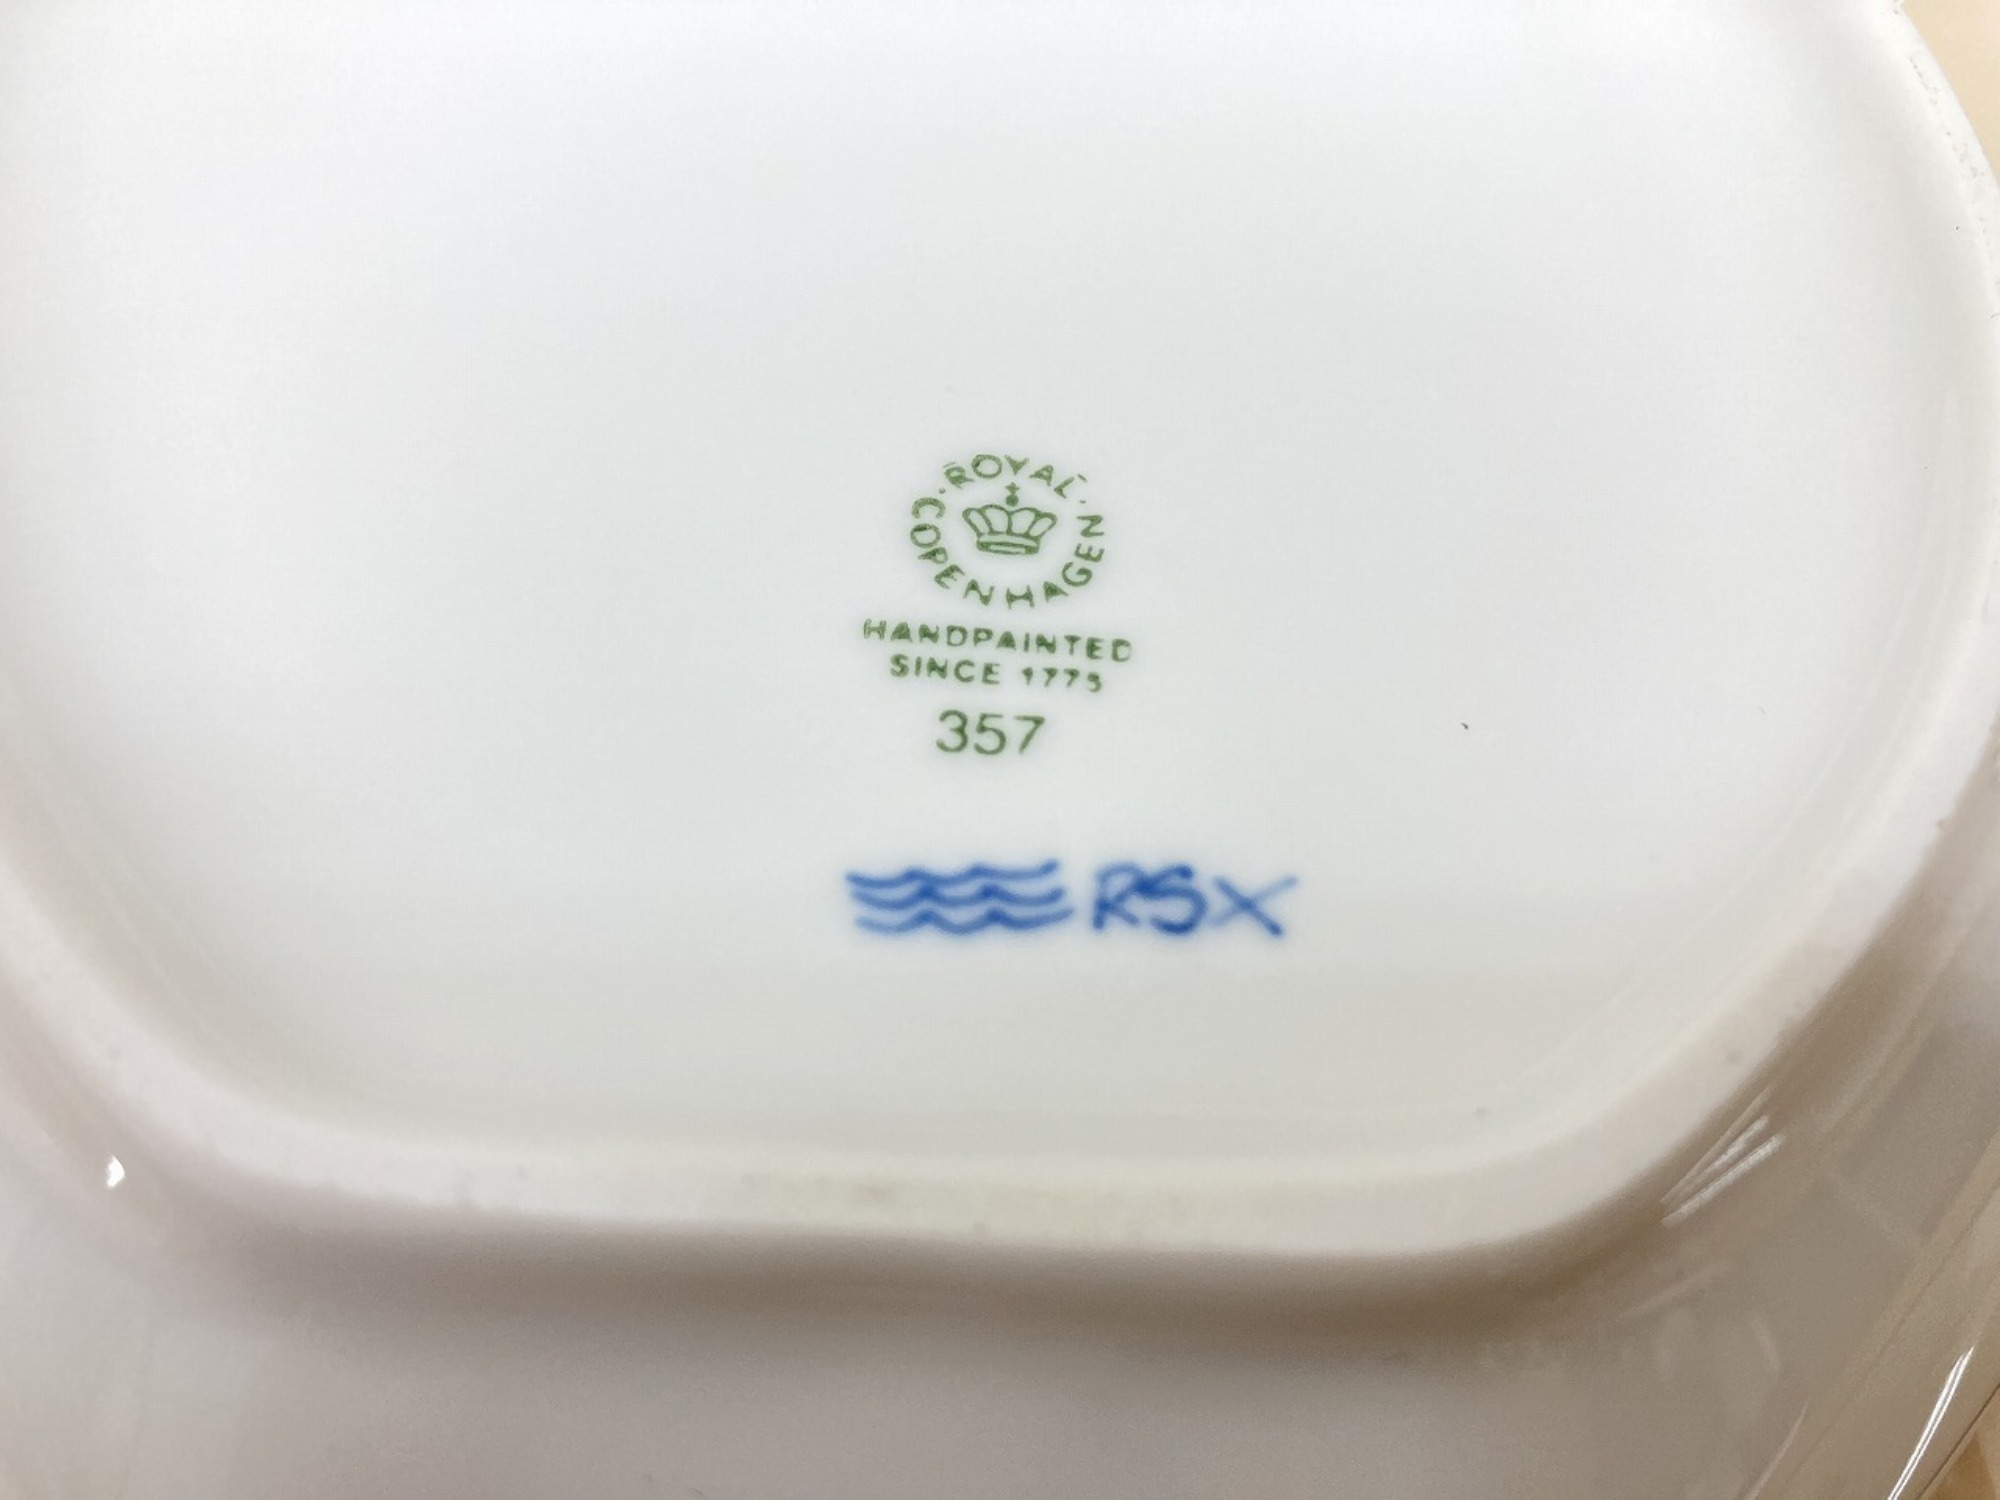 ROYAL
COPENHAGEN
HANDPAINTED
SINCE 1775
357
RSX